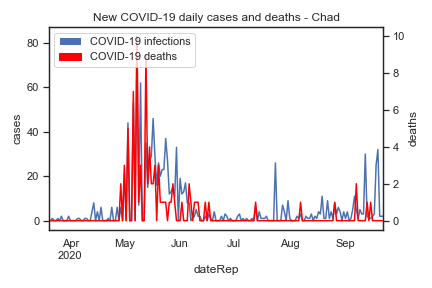 New COVID-19 daily cases and deaths - Chad
COVID-19 infections
COVID-19 deaths
cases
80
60
40
20
0
deaths
10
8
6
4
2
0
Apr
2020
May
Jun
Jul
Aug
Sep
dateRep